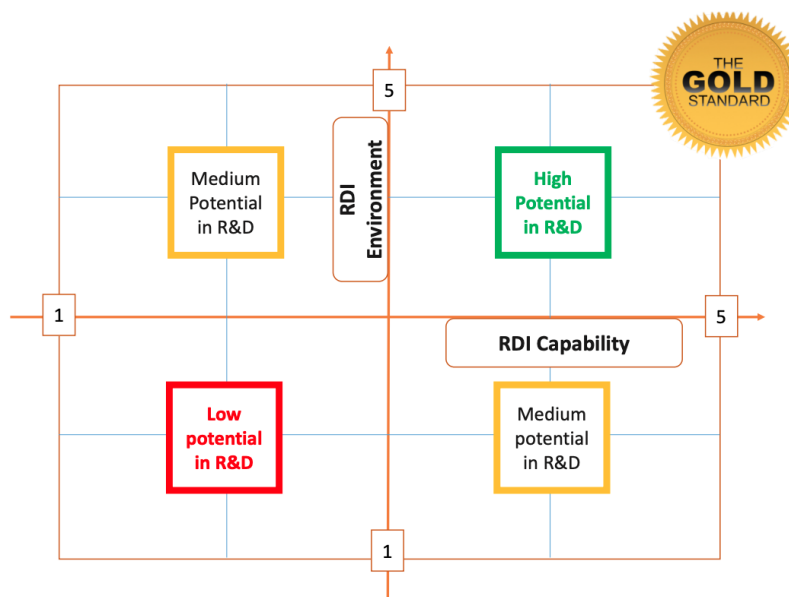 THE
GOLD
STANDARD
5
Medium
Potential
in R&D
RDI
Environment
High
Potential
in R&D
1
5
RDI Capability
Low
potential
in R&D
Medium
potential
in R&D
1